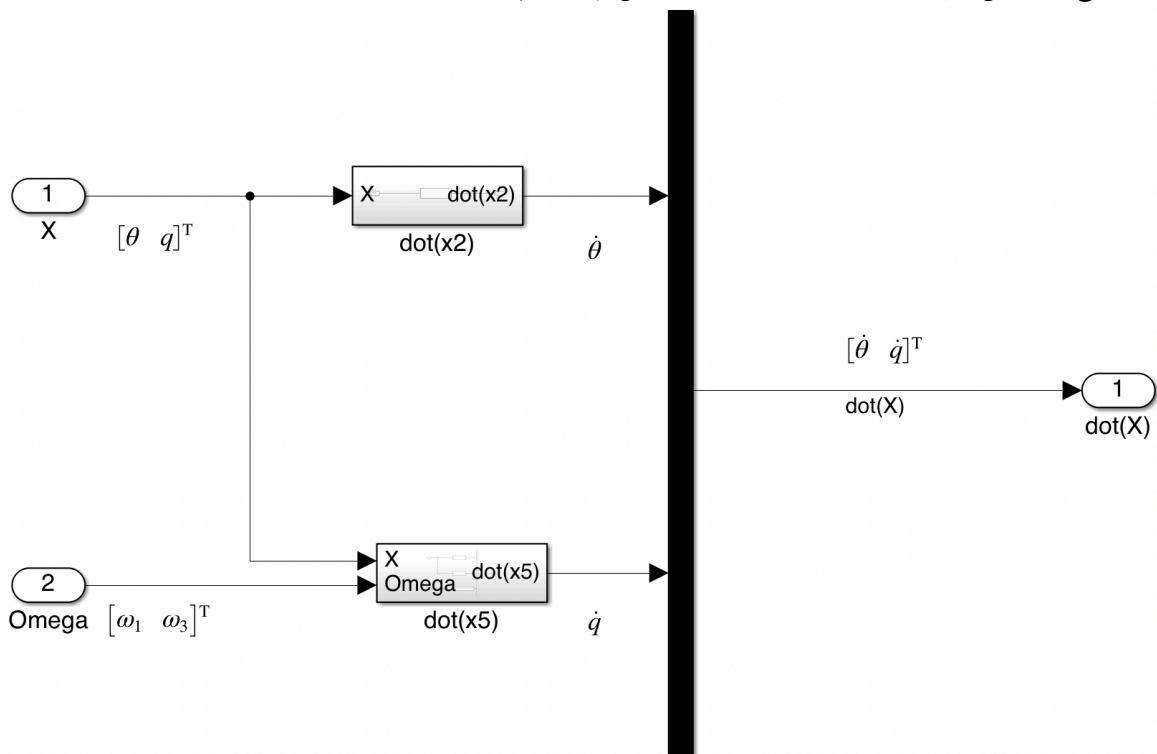 1
X
[θ q]ᵀ
X dot(x2)
dot(x2)
θ̇
[θ̇ q̇]ᵀ
dot(X)
1
dot(X)
X
Omega
dot(x5)
dot(x5)
q̇
2
Omega
[ω₁ ω₃]ᵀ